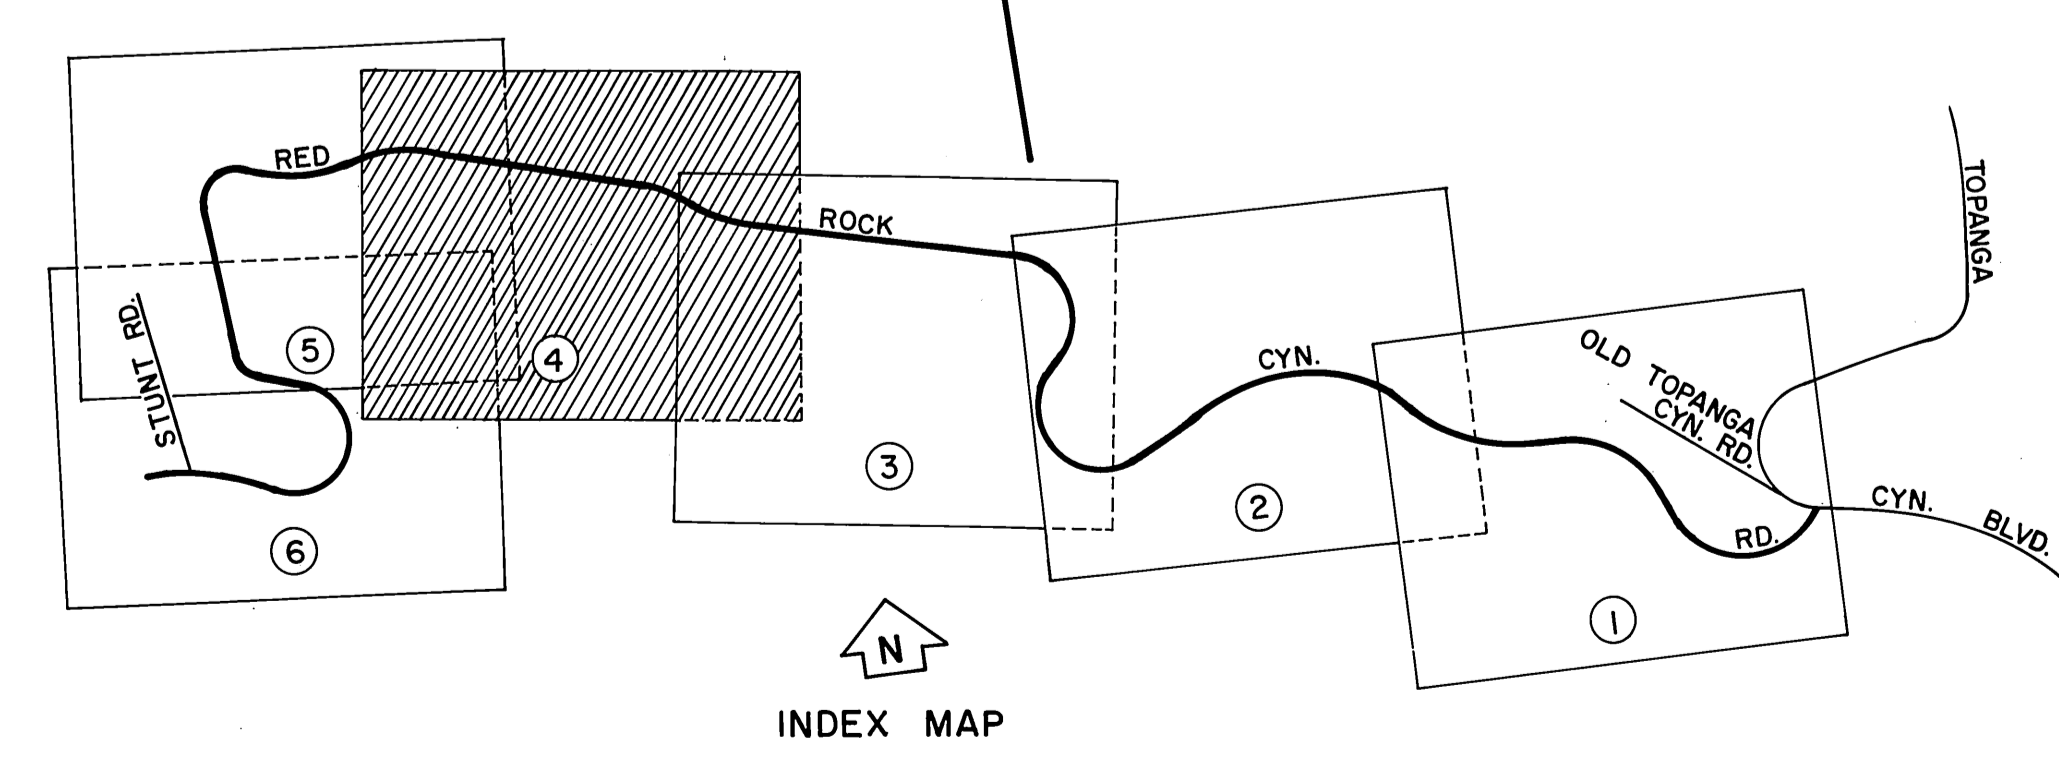 RED
ROCK
CYN.
RD.
STUNT RD.
OLD TOPANGA
CYN. RD.
TOPANGA
CYN.
BLVD.
5
4
3
2
1
6
N
INDEX MAP